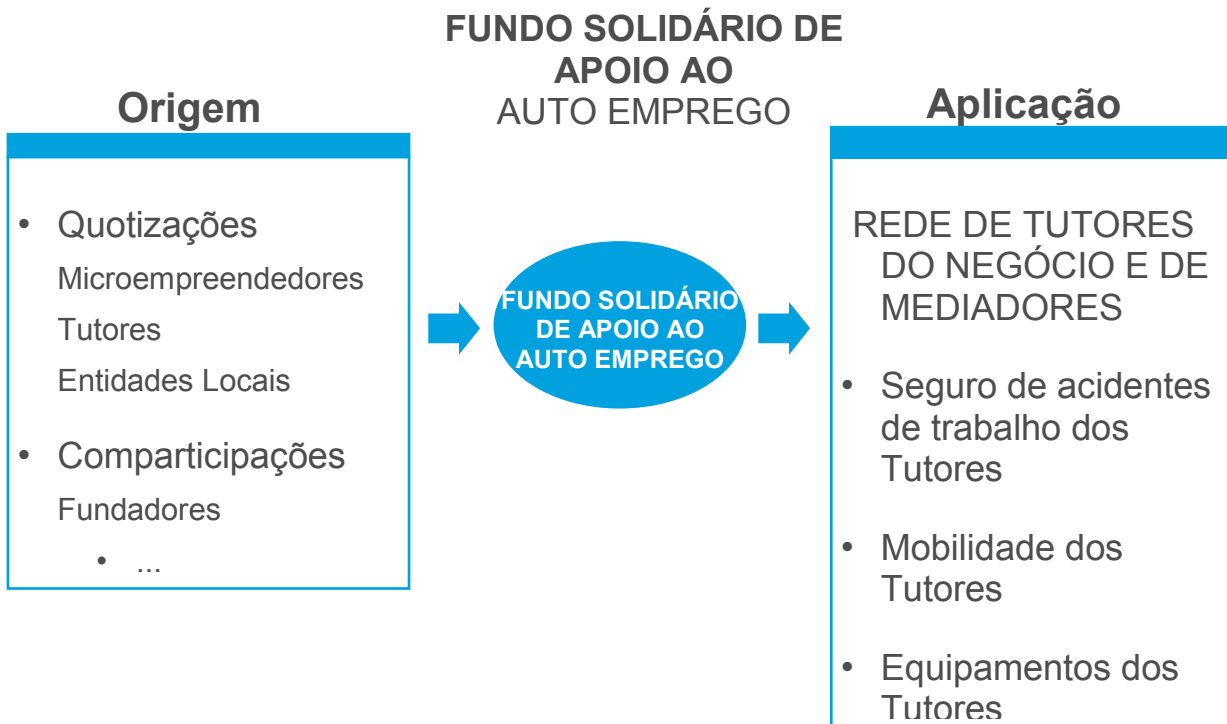 FUNDO SOLIDÁRIO DE
APOIO AO
AUTO EMPREGO
Origem
• Quotizações
Microempreendedores
Tutores
Entidades Locais
• Comparticipações
Fundadores
• ...
FUNDO SOLIDÁRIO
DE APOIO AO
AUTO EMPREGO
Aplicação
REDE DE TUTORES
DO NEGÓCIO E DE
MEDIADORES
• Seguro de acidentes
de trabalho dos
Tutores
• Mobilidade dos
Tutores
• Equipamentos dos
Tutores